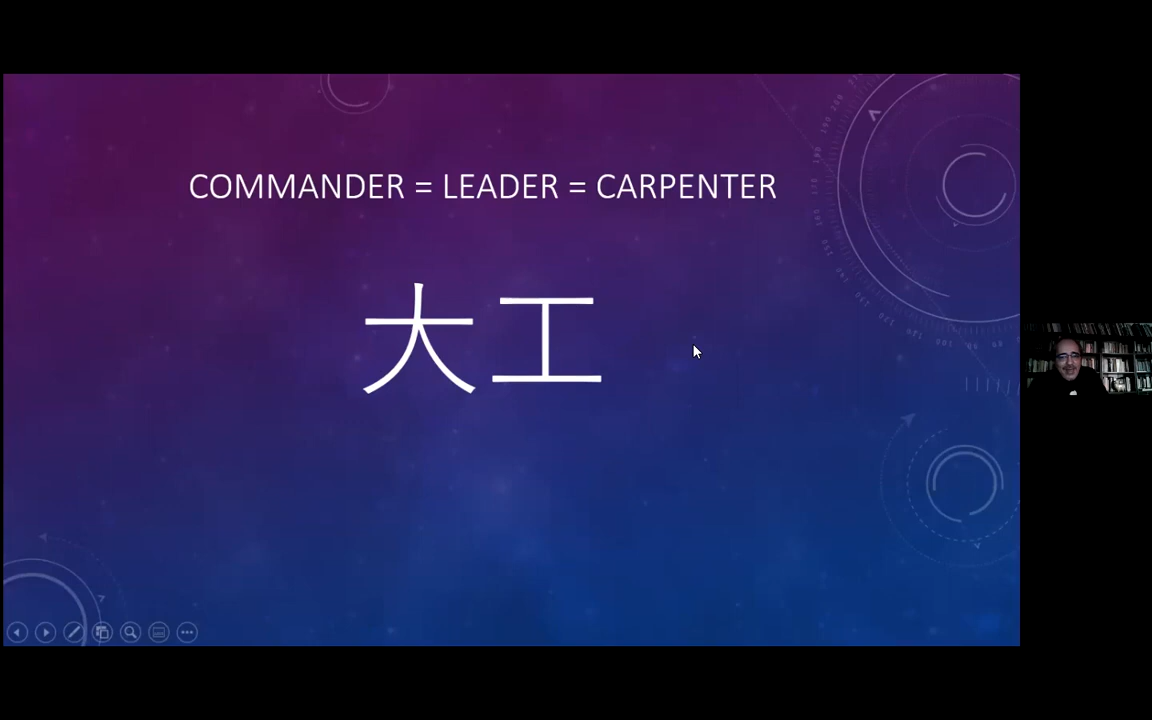 COMMANDER = LEADER = CARPENTER
大工